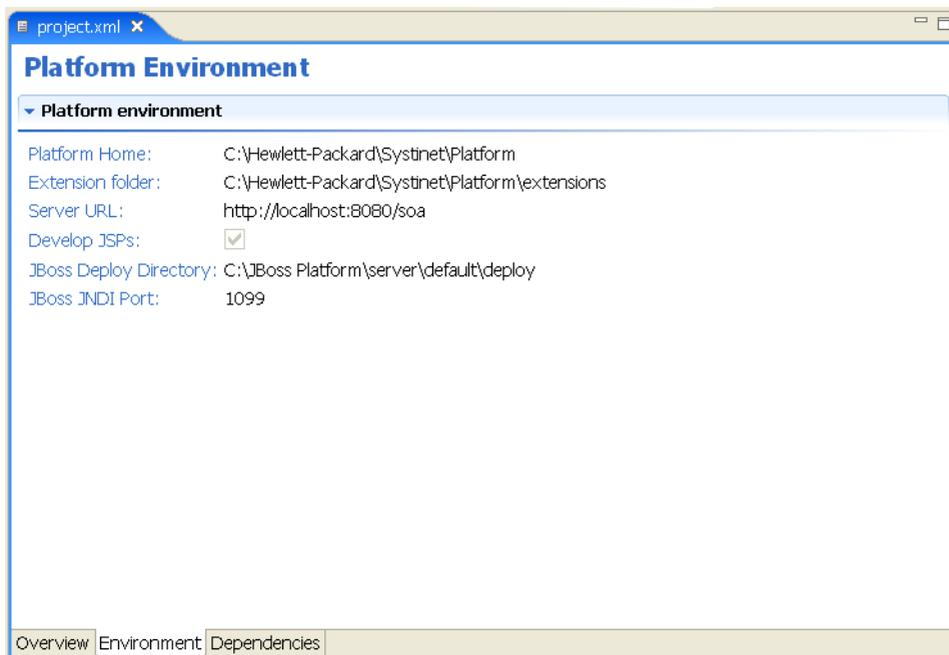 project.xml
Platform Environment
Platform environment
Platform Home: C:\Hewlett-Packard\Systinet\Platform
Extension folder: C:\Hewlett-Packard\Systinet\Platform\extensions
Server URL: http://localhost:8080/soa
Develop JSPs:
JBoss Deploy Directory: C:\JBoss Platform\server\default\deploy
JBoss JNDI Port: 1099
Overview Environment Dependencies